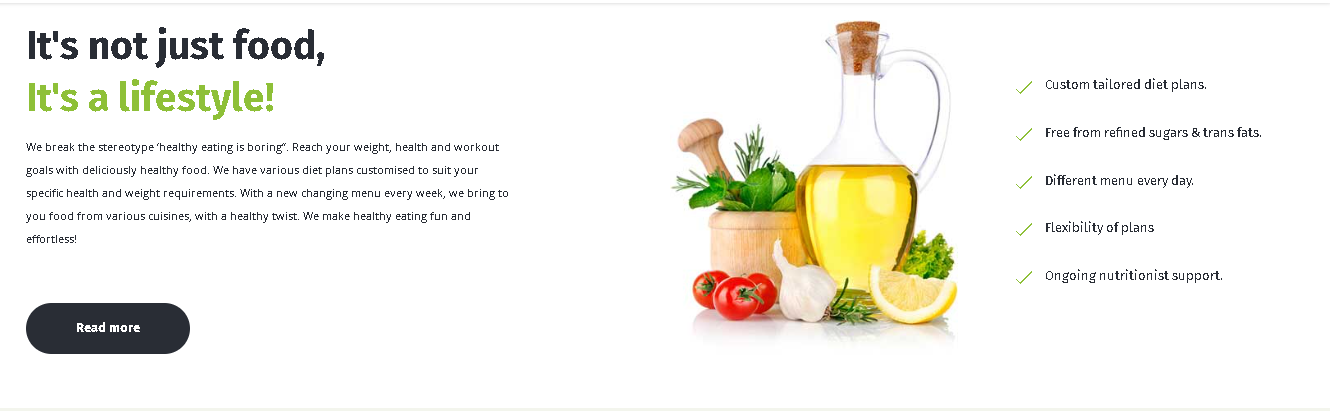 It's not just food,
It's a lifestyle!
We break the stereotype ‘healthy eating is boring”. Reach your weight, health and workout
goals with deliciously healthy food. We have various diet plans customised to suit your
specific health and weight requirements. With a new changing menu every week, we bring to
you food from various cuisines, with a healthy twist. We make healthy eating fun and
effortless!
Read more
Custom tailored diet plans.
Free from refined sugars & trans fats.
Different menu every day.
Flexibility of plans
Ongoing nutritionist support.